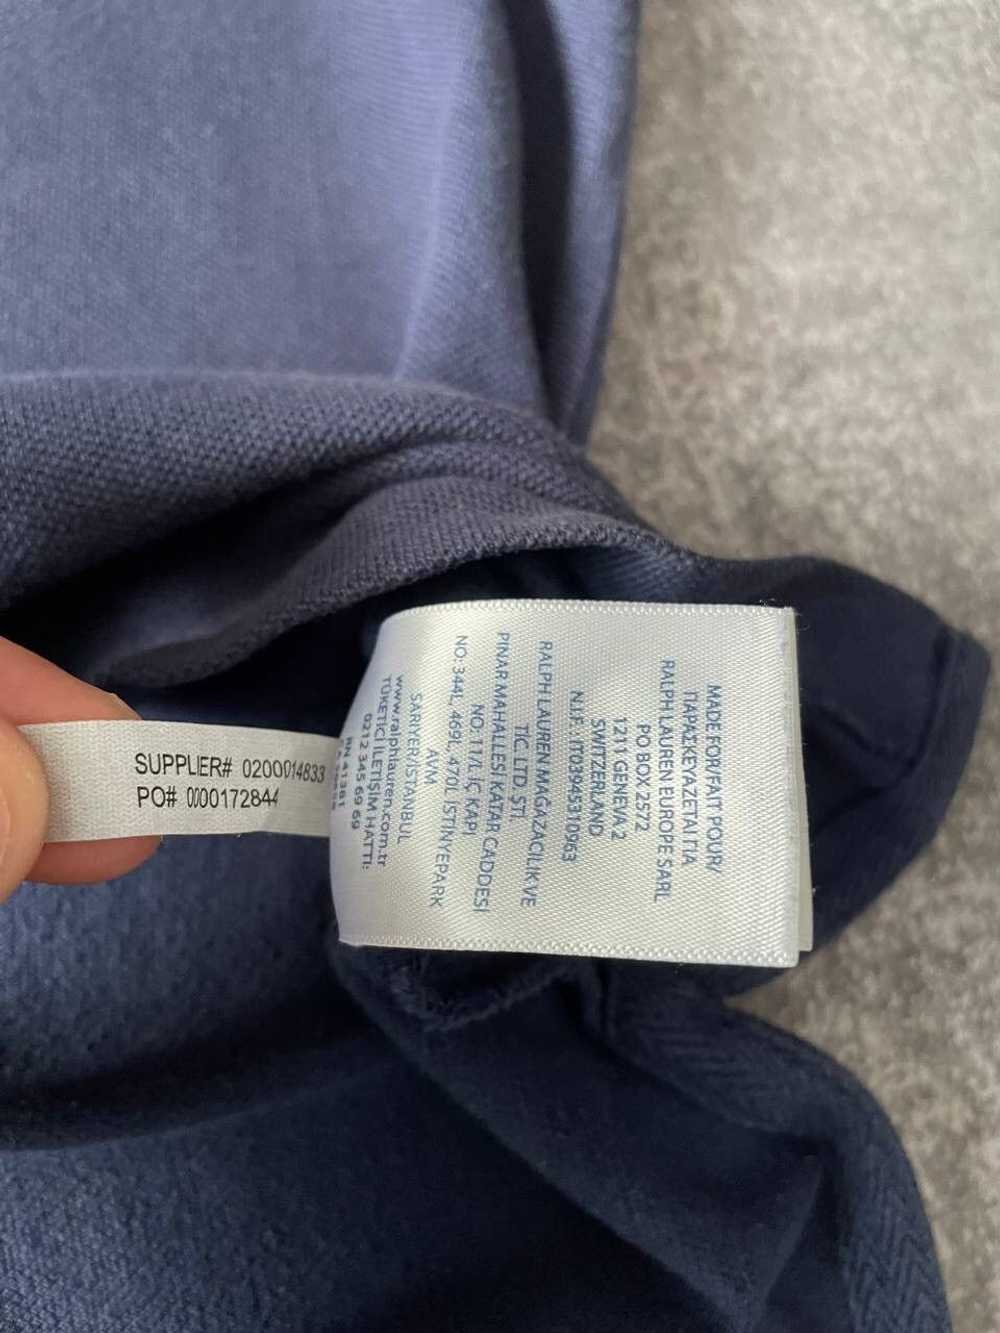 SUPPLIER# 0200014833
PO# 0000172844
MADE FOR/FAIT POUR/
ΠΑΡΑΣΚΕΥΑΖΕΤΑΙ ΓΙΑ
RALPH LAUREN EUROPE SARL
PO BOX 2572
1211 GENEVA 2
SWITZERLAND
N.I.F. : IT03945310963
RALPH LAUREN MAĞAZACILIK VE
TİC. LTD. ŞTİ.
PINAR MAHALLESİ KATAR CADDESİ
NO:11/L İÇ KAPI
NO:344L, 469L, 470L İSTİNYEPARK
AVM
SARIYER/İSTANBUL
www.ralphlauren.com.tr
TÜKETİCİ İLETİŞİM HATTI:
0212 345 69 69
RN 41381